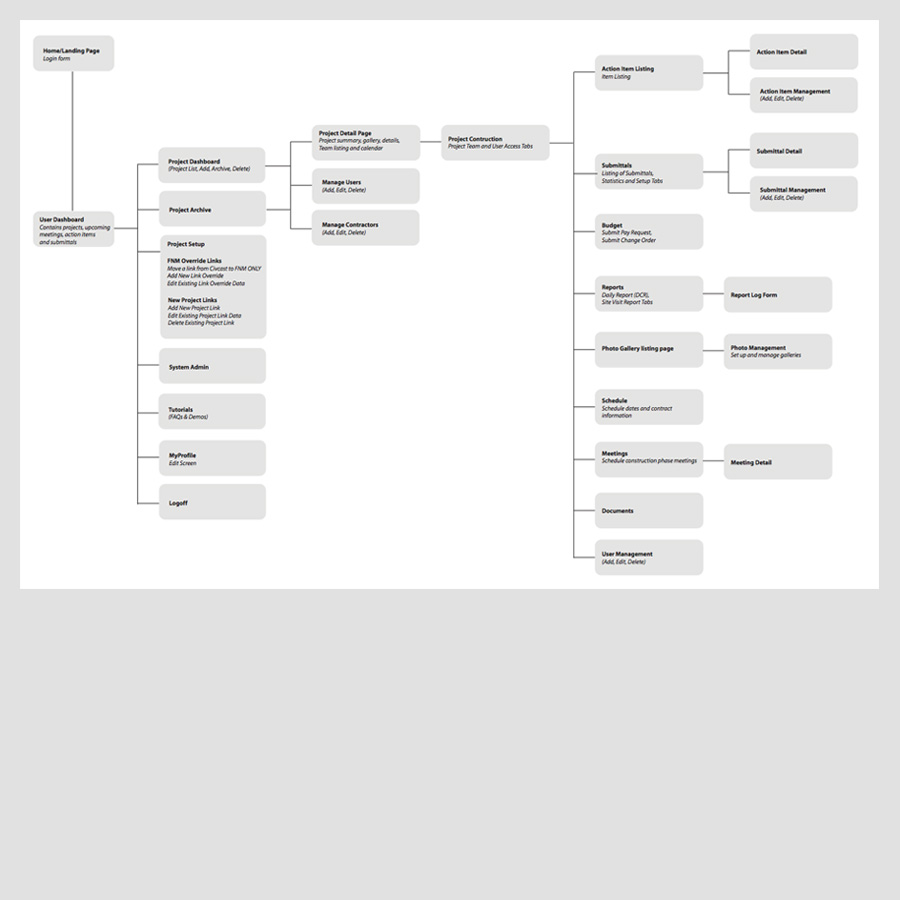 Home/Landing Page
Login form
User Dashboard
Contains projects, upcoming
meetings, action items
and submittals
Project Dashboard
(Project List, Add, Archive, Delete)
Project Archive
Project Setup
FNM Override Links
Move a link from Civcast to FNM ONLY
Add New Link Override
Edit Existing Link Override Data
New Project Links
Add New Project Link
Edit Existing Project Link Data
Delete Existing Project Link
System Admin
Tutorials
(FAQs & Demos)
MyProfile
Edit Screen
Logoff
Project Detail Page
Project summary, gallery, details,
Team listing and calendar
Manage Users
(Add, Edit, Delete)
Manage Contractors
(Add, Edit, Delete)
Project Contruction
Project Team and User Access Tabs
Action Item Listing
Item Listing
Action Item Detail
Action Item Management
(Add, Edit, Delete)
Submittals
Listing of Submittals,
Statistics and Setup Tabs
Submittal Detail
Submittal Management
(Add, Edit, Delete)
Budget
Submit Pay Request,
Submit Change Order
Reports
Daily Report (DCR),
Site Visit Report Tabs
Report Log Form
Photo Gallery listing page
Photo Management
Set up and manage galleries
Schedule
Schedule dates and contract
information
Meetings
Schedule construction phase meetings
Meeting Detail
Documents
User Management
(Add, Edit, Delete)